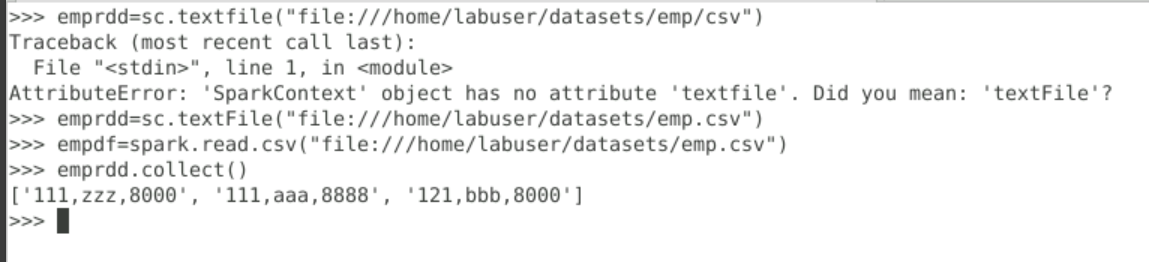 >>> emprdd=sc.textfile("file:///home/labuser/datasets/emp/csv")
Traceback (most recent call last):
  File "<stdin>", line 1, in <module>
AttributeError: 'SparkContext' object has no attribute 'textfile'. Did you mean: 'textFile'?
>>> emprdd=sc.textFile("file:///home/labuser/datasets/emp.csv")
>>> empdf=spark.read.csv("file:///home/labuser/datasets/emp.csv")
>>> emprdd.collect()
['111,zzz,8000', '111,aaa,8888', '121,bbb,8000']
>>>